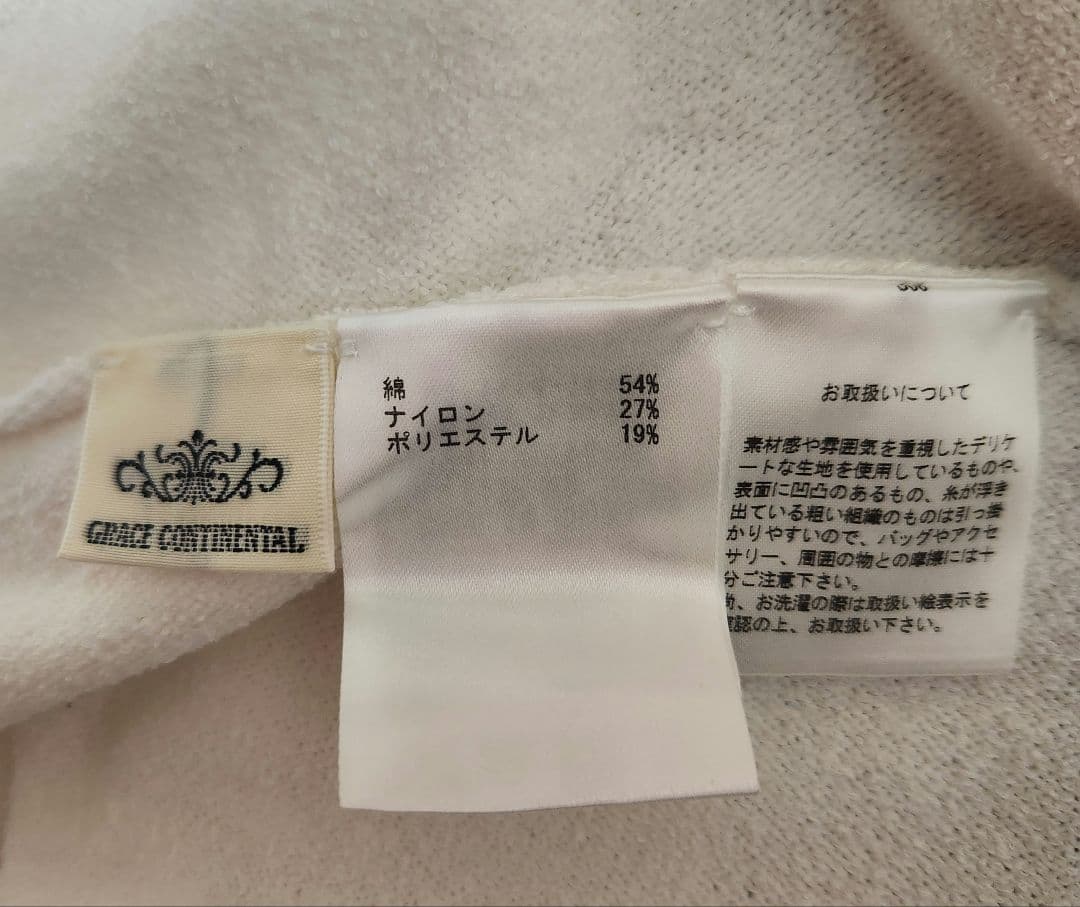 GRACE CONTINENTAL
綿 54%
ナイロン 27%
ポリエステル 19%
お取扱いについて
素材感や雰囲気を重視したデリケ
ートな生地を使用しているものや、
表面に凹凸のあるもの、糸が浮き
出ている粗い組織のものは引っ掛
かりやすいので、バッグやアクセ
サリー、周囲の物との摩擦には十
分ご注意下さい。
尚、お洗濯の際は取扱い絵表示を
確認の上、お取扱い下さい。